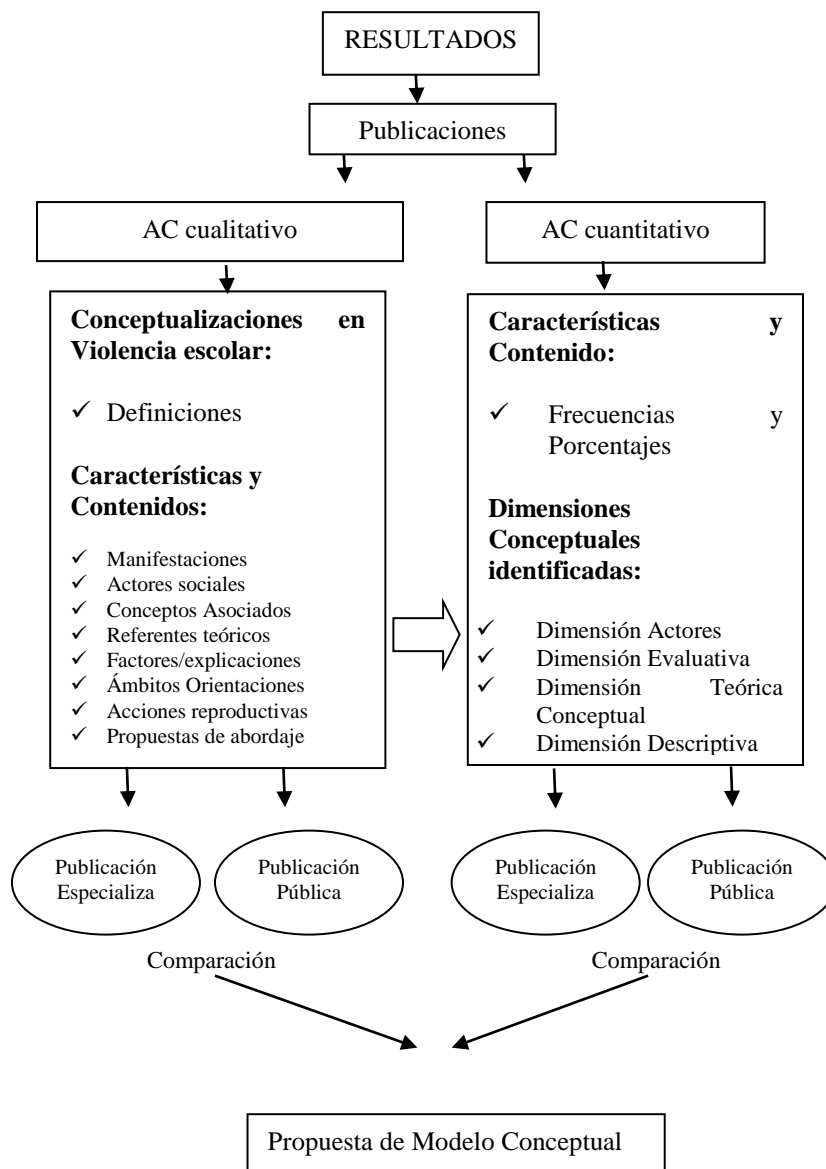 RESULTADOS
Publicaciones
AC cualitativo
AC cuantitativo
Conceptualizaciones en
Violencia escolar:
✓ Definiciones
Características y
Contenidos:
✓ Manifestaciones
✓ Actores sociales
✓ Conceptos Asociados
✓ Referentes teóricos
✓ Factores/explicaciones
✓ Ámbitos Orientaciones
✓ Acciones reproductivas
✓ Propuestas de abordaje
Características y
Contenido:
✓ Frecuencias y
Porcentajes
Dimensiones
Conceptuales
identificadas:
✓ Dimensión Actores
✓ Dimensión Evaluativa
✓ Dimensión Teórica
Conceptual
✓ Dimensión Descriptiva
Publicación
Especializa
Publicación
Pública
Publicación
Especializa
Publicación
Pública
Comparación
Comparación
Propuesta de Modelo Conceptual